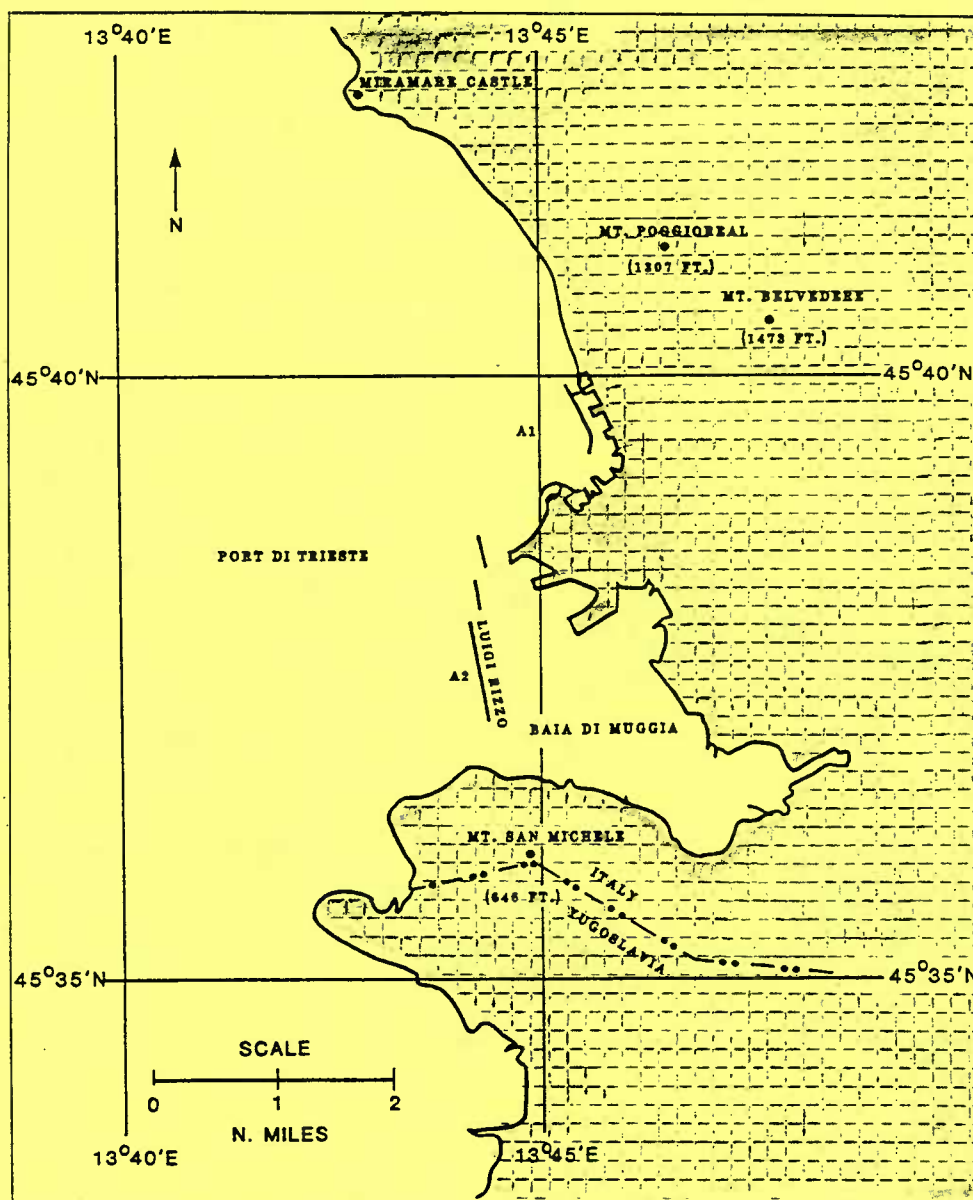 13°40'E 13°45'E
MIRAMARE CASTLE
N
MT. POGGIOREAL
(1307 FT.)
MT. BELVEDERE
(1473 FT.)
45°40'N 45°40'N
A1
PORT DI TRIESTE
LUIGI RIZZO
A2
BAIA DI MUGGIA
MT. SAN MICHELE
(646 FT.)
ITALY
YUGOSLAVIA
45°35'N 45°35'N
SCALE
0 1 2
N. MILES
13°40'E 13°45'E